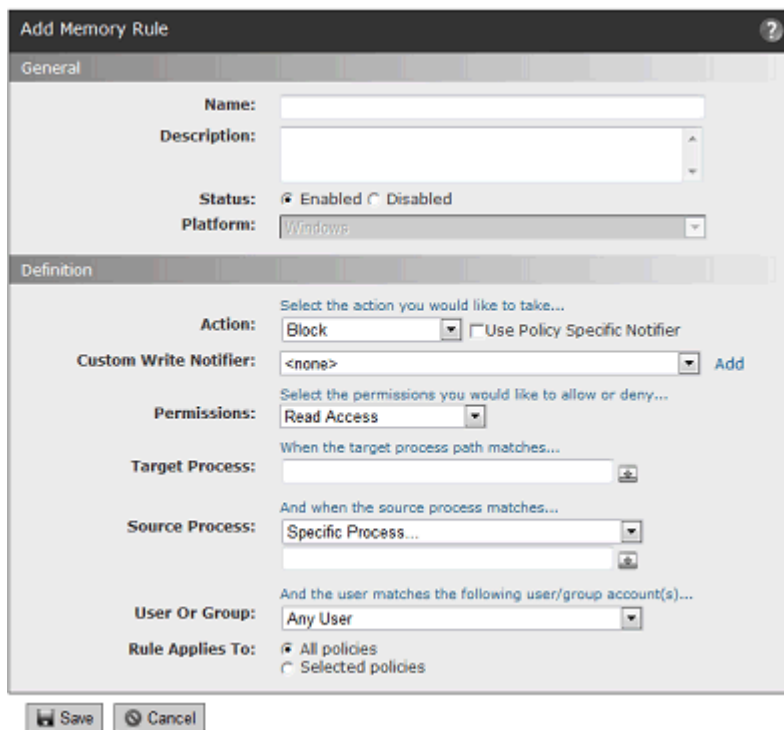 Add Memory Rule ?
General
Name:
Description:
Status: Enabled Disabled
Platform: Windows
Definition
Select the action you would like to take...
Action: Block Use Policy Specific Notifier
Custom Write Notifier: <none> Add
Select the permissions you would like to allow or deny...
Permissions: Read Access
When the target process path matches...
Target Process:
And when the source process matches...
Source Process: Specific Process...
And the user matches the following user/group account(s)...
User Or Group: Any User
Rule Applies To: All policies
Selected policies
Save Cancel